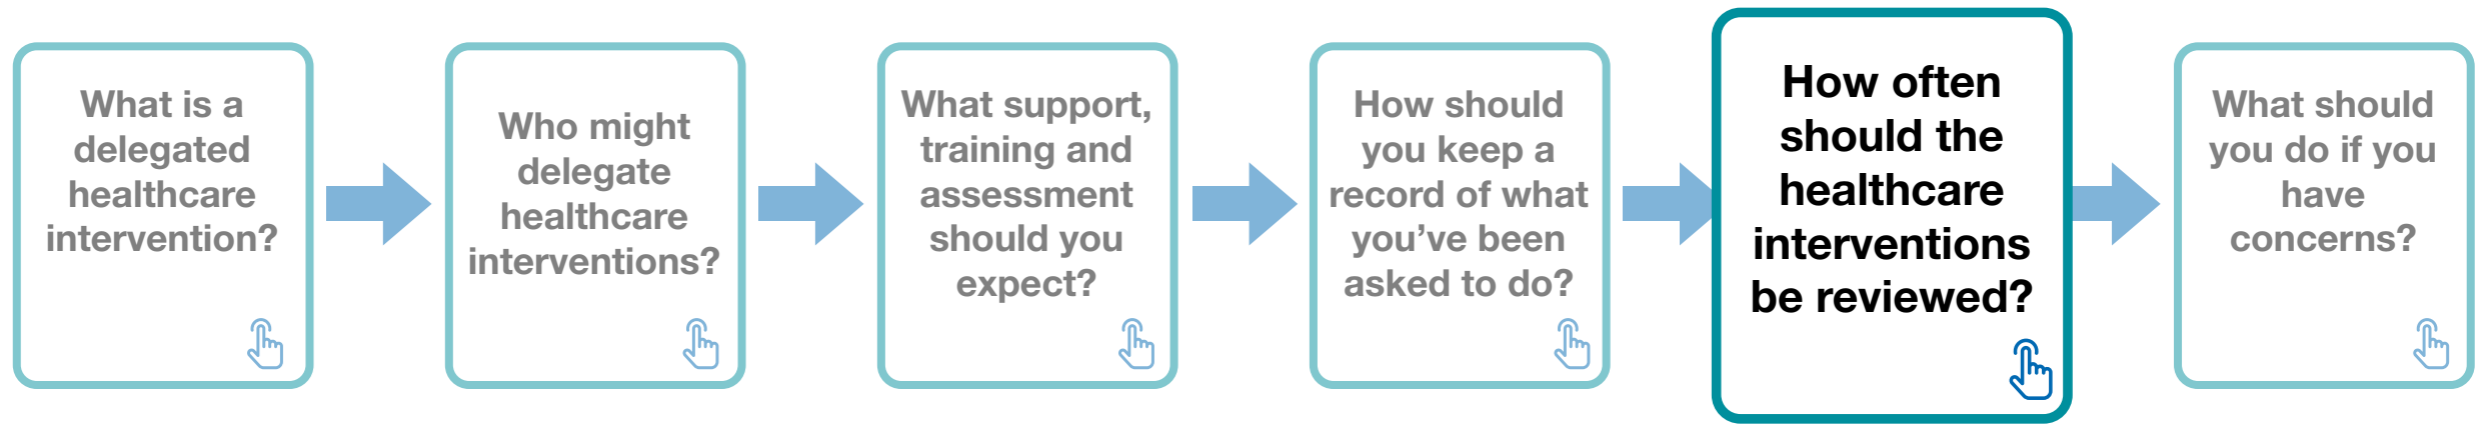 What is a
delegated
healthcare
intervention?
Who might
delegate
healthcare
interventions?
What support,
training and
assessment
should you
expect?
How should
you keep a
record of what
you’ve been
asked to do?
How often
should the
healthcare
interventions
be reviewed?
What should
you do if you
have
concerns?